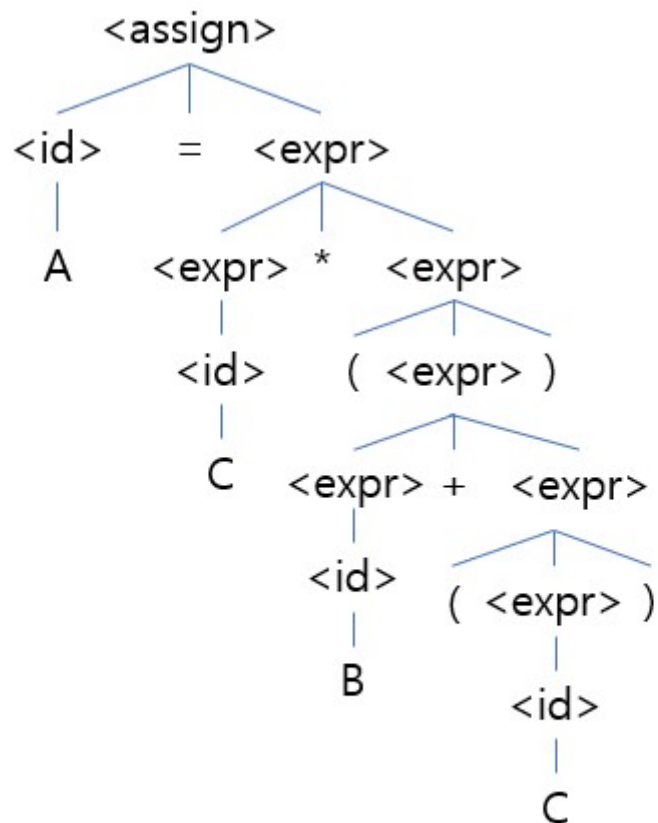 <assign>
<id> = <expr>
A <expr> * <expr>
<id> ( <expr> )
C <expr> + <expr>
<id> ( <expr> )
B <id>
C